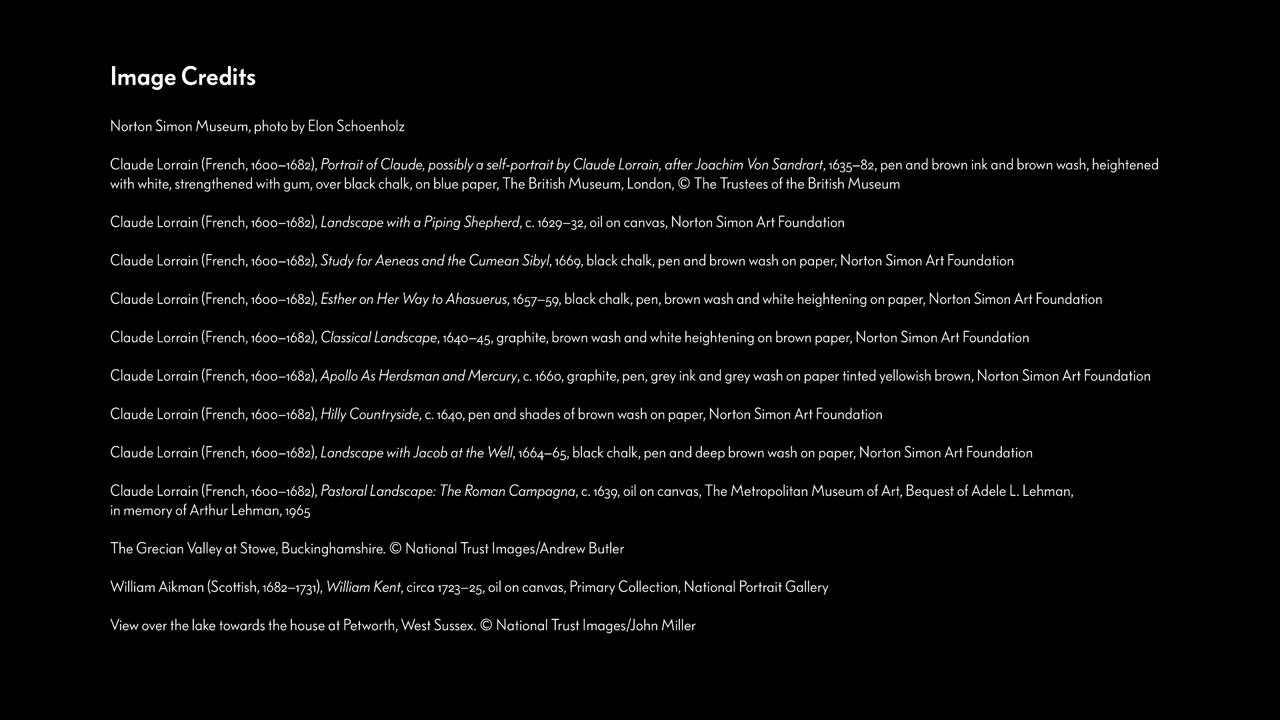 Image Credits
Norton Simon Museum, photo by Elon Schoenholz
Claude Lorrain (French, 1600–1682), Portrait of Claude, possibly a self-portrait by Claude Lorrain, after Joachim Von Sandrart, 1635–82, pen and brown ink and brown wash, heightened
with white, strengthened with gum, over black chalk, on blue paper, The British Museum, London, © The Trustees of the British Museum
Claude Lorrain (French, 1600–1682), Landscape with a Piping Shepherd, c. 1629–32, oil on canvas, Norton Simon Art Foundation
Claude Lorrain (French, 1600–1682), Study for Aeneas and the Cumean Sibyl, 1669, black chalk, pen and brown wash on paper, Norton Simon Art Foundation
Claude Lorrain (French, 1600–1682), Esther on Her Way to Ahasuerus, 1657–59, black chalk, pen, brown wash and white heightening on paper, Norton Simon Art Foundation
Claude Lorrain (French, 1600–1682), Classical Landscape, 1640–45, graphite, brown wash and white heightening on brown paper, Norton Simon Art Foundation
Claude Lorrain (French, 1600–1682), Apollo As Herdsman and Mercury, c. 1660, graphite, pen, grey ink and grey wash on paper tinted yellowish brown, Norton Simon Art Foundation
Claude Lorrain (French, 1600–1682), Hilly Countryside, c. 1640, pen and shades of brown wash on paper, Norton Simon Art Foundation
Claude Lorrain (French, 1600–1682), Landscape with Jacob at the Well, 1664–65, black chalk, pen and deep brown wash on paper, Norton Simon Art Foundation
Claude Lorrain (French, 1600–1682), Pastoral Landscape: The Roman Campagna, c. 1639, oil on canvas, The Metropolitan Museum of Art, Bequest of Adele L. Lehman,
in memory of Arthur Lehman, 1965
The Grecian Valley at Stowe, Buckinghamshire. © National Trust Images/Andrew Butler
William Aikman (Scottish, 1682–1731), William Kent, circa 1723–25, oil on canvas, Primary Collection, National Portrait Gallery
View over the lake towards the house at Petworth, West Sussex. © National Trust Images/John Miller